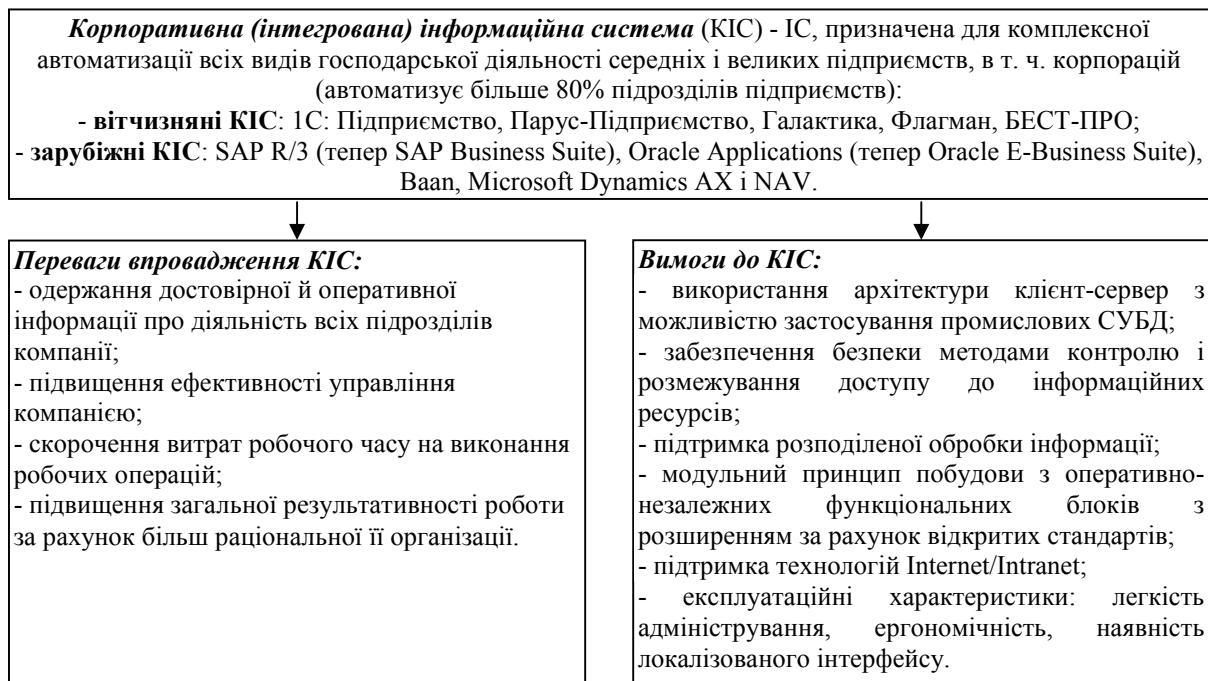 Корпоративна (інтегрована) інформаційна система (КІС) - ІС, призначена для комплексної
автоматизації всіх видів господарської діяльності середніх і великих підприємств, в т. ч. корпорацій
(автоматизує більше 80% підрозділів підприємств):
- вітчизняні КІС: 1С: Підприємство, Парус-Підприємство, Галактика, Флагман, БЕСТ-ПРО;
- зарубіжні КІС: SAP R/3 (тепер SAP Business Suite), Oracle Applications (тепер Oracle E-Business Suite),
Baan, Microsoft Dynamics AX і NAV.
Переваги впровадження КІС:
- одержання достовірної й оперативної
інформації про діяльність всіх підрозділів
компанії;
- підвищення ефективності управління
компанією;
- скорочення витрат робочого часу на виконання
робочих операцій;
- підвищення загальної результативності роботи
за рахунок більш раціональної її організації.
Вимоги до КІС:
- використання архітектури клієнт-сервер з
можливістю застосування промислових СУБД;
- забезпечення безпеки методами контролю і
розмежування доступу до інформаційних
ресурсів;
- підтримка розподіленої обробки інформації;
- модульний принцип побудови з оперативно-
незалежних функціональних блоків з
розширенням за рахунок відкритих стандартів;
- підтримка технологій Internet/Intranet;
- експлуатаційні характеристики: легкість
адміністрування, ергономічність, наявність
локалізованого інтерфейсу.